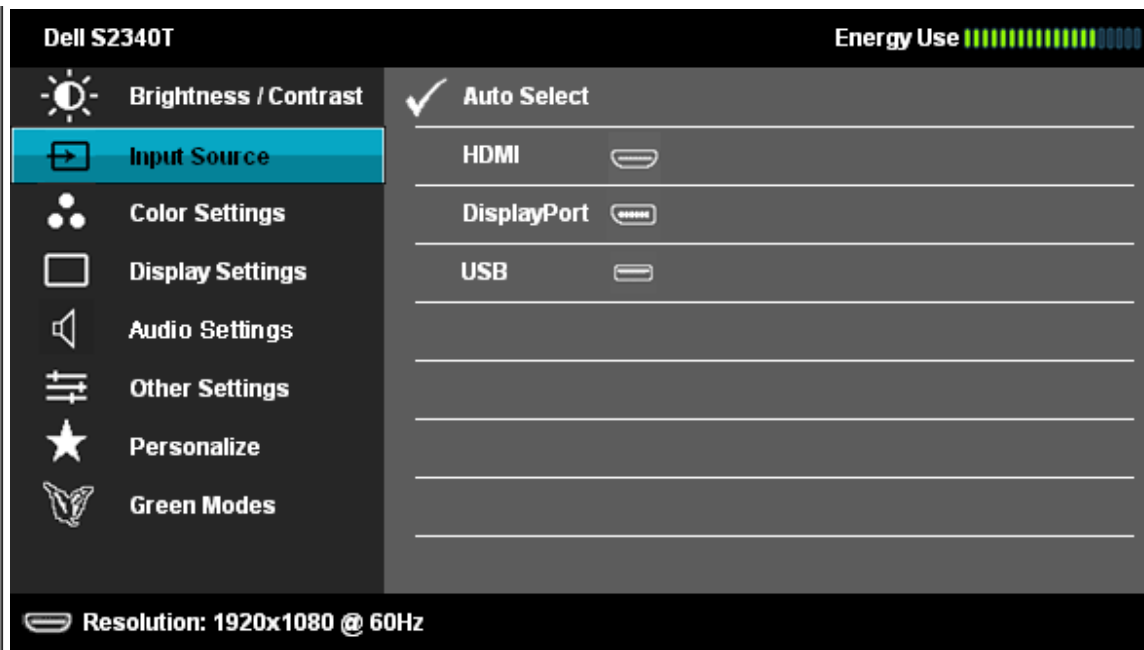 Dell S2340T
Energy Use
Brightness / Contrast
Auto Select
Input Source
HDMI
Color Settings
DisplayPort
Display Settings
USB
Audio Settings
Other Settings
Personalize
Green Modes
Resolution: 1920x1080 @ 60Hz